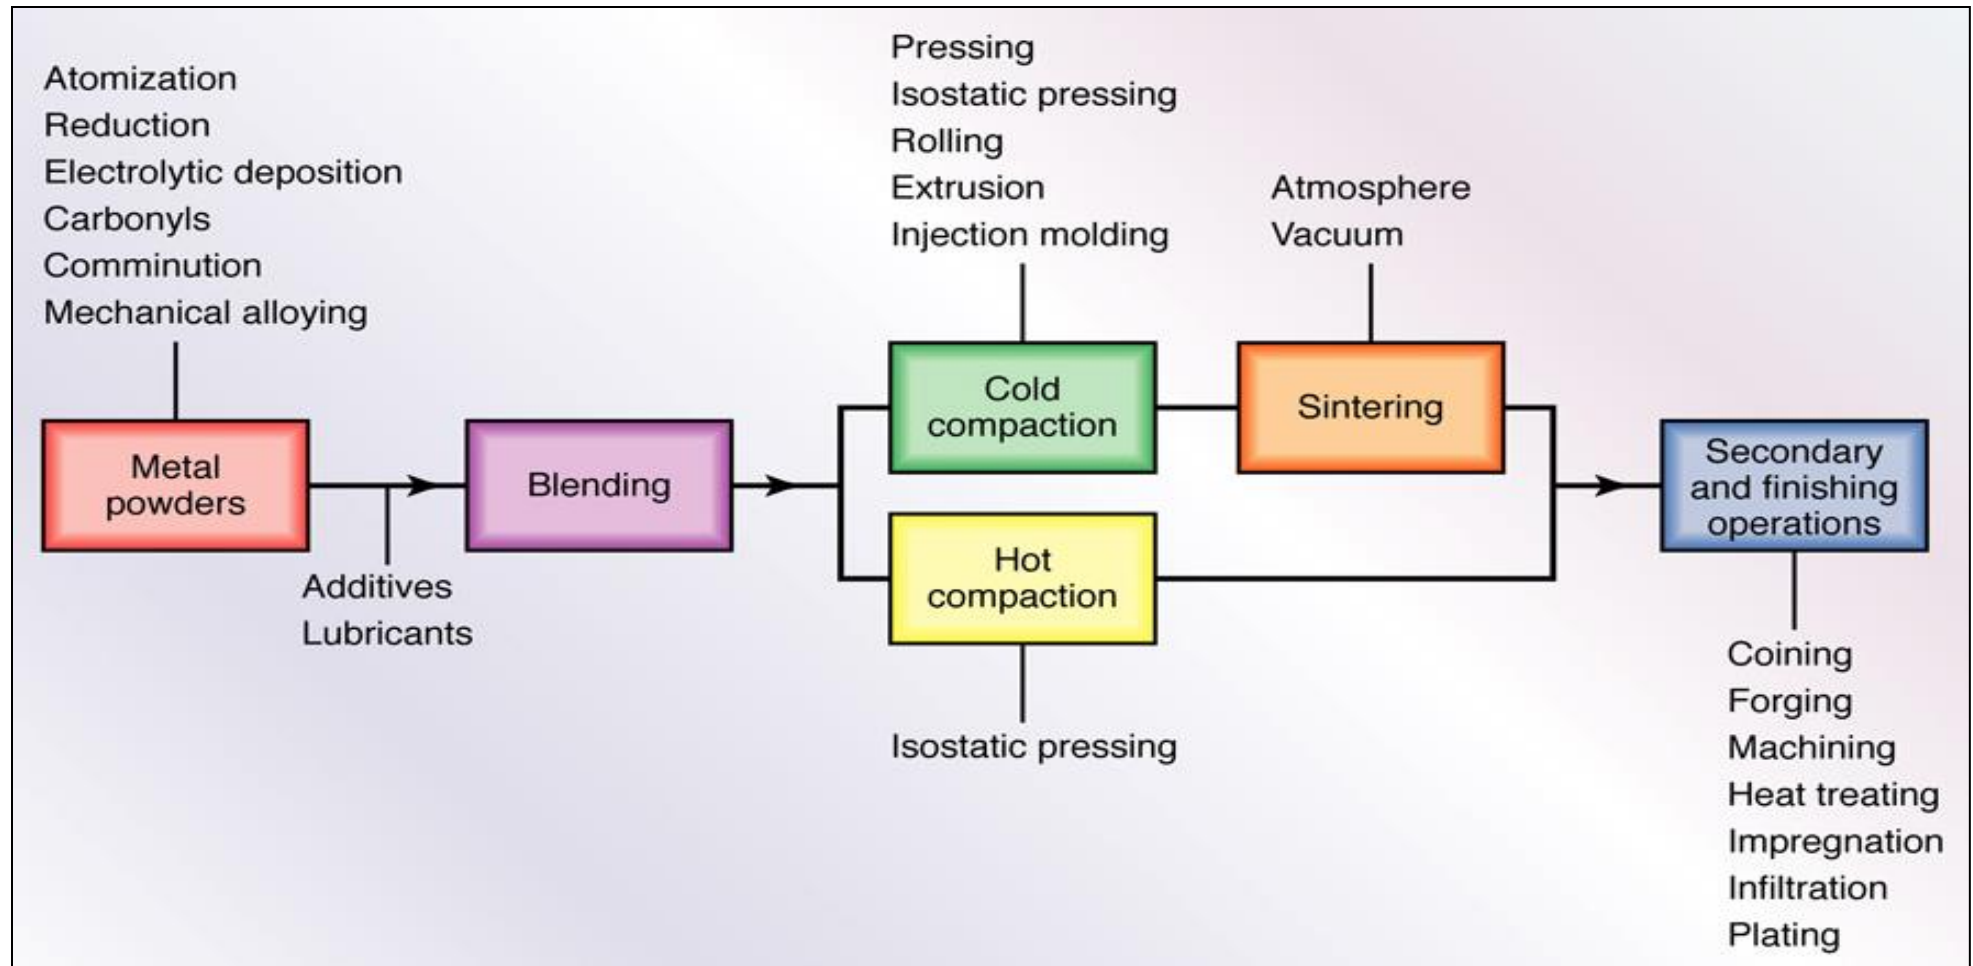 Atomization
Reduction
Electrolytic deposition
Carbonyls
Comminution
Mechanical alloying
Metal
powders
Additives
Lubricants
Blending
Pressing
Isostatic pressing
Rolling
Extrusion
Injection molding
Cold
compaction
Atmosphere
Vacuum
Sintering
Hot
compaction
Isostatic pressing
Secondary
and finishing
operations
Coining
Forging
Machining
Heat treating
Impregnation
Infiltration
Plating